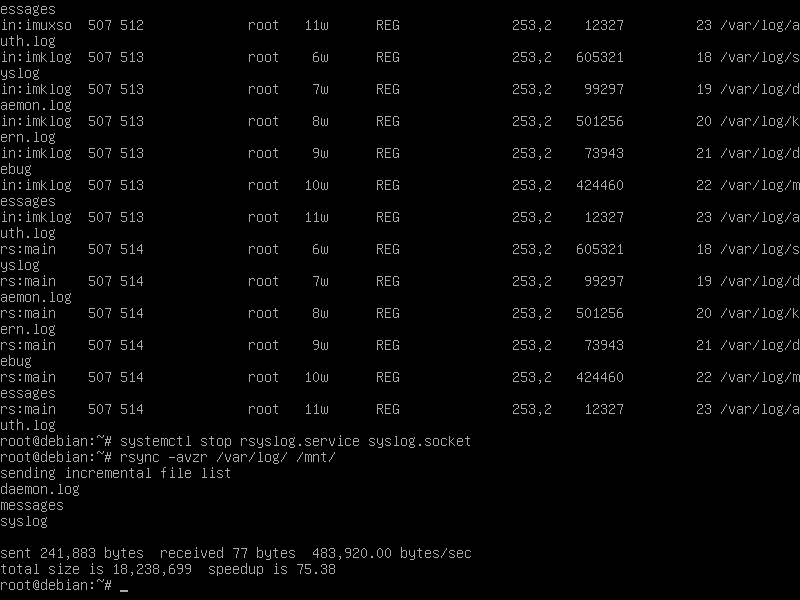 essages
in:imuxso  507 512             root   11w      REG              253,2    12327         23 /var/log/a
uth.log
in:imklog  507 513             root    6w      REG              253,2   605321         18 /var/log/s
yslog
in:imklog  507 513             root    7w      REG              253,2    99297         19 /var/log/d
aemon.log
in:imklog  507 513             root    8w      REG              253,2   501256         20 /var/log/k
ern.log
in:imklog  507 513             root    9w      REG              253,2    73943         21 /var/log/d
ebug
in:imklog  507 513             root   10w      REG              253,2   424460         22 /var/log/m
essages
in:imklog  507 513             root   11w      REG              253,2    12327         23 /var/log/a
uth.log
rs:main    507 514             root    6w      REG              253,2   605321         18 /var/log/s
yslog
rs:main    507 514             root    7w      REG              253,2    99297         19 /var/log/d
aemon.log
rs:main    507 514             root    8w      REG              253,2   501256         20 /var/log/k
ern.log
rs:main    507 514             root    9w      REG              253,2    73943         21 /var/log/d
ebug
rs:main    507 514             root   10w      REG              253,2   424460         22 /var/log/m
essages
rs:main    507 514             root   11w      REG              253,2    12327         23 /var/log/a
uth.log
root@debian:~# systemctl stop rsyslog.service syslog.socket
root@debian:~# rsync -avzr /var/log/ /mnt/
sending incremental file list
daemon.log
messages
syslog

sent 241,883 bytes  received 77 bytes  483,920.00 bytes/sec
total size is 18,238,699  speedup is 75.38
root@debian:~# _